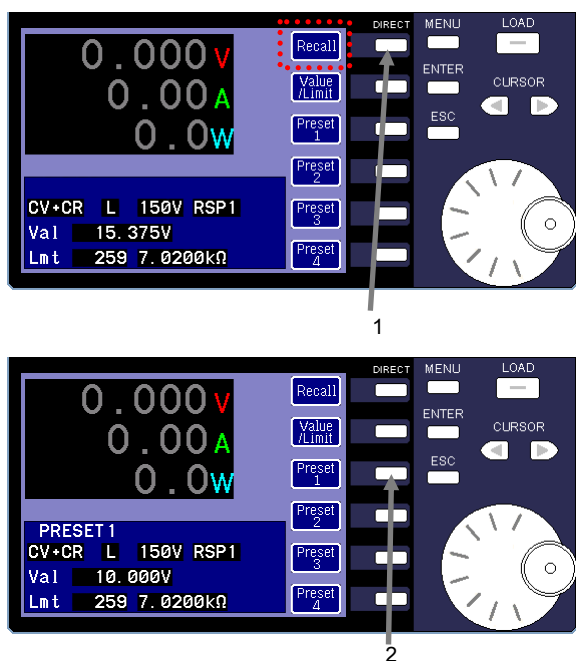 DIRECT MENU LOAD
0.000V Recall
ENTER
0.00A Value
/Limit CURSOR
0.0W Preset
1 ESC
Preset
2
CV+CR L 150V RSP1 Preset
3
Val 15.375V
Lmt 259 7.0200kΩ Preset
4
1
DIRECT MENU LOAD
0.000V Recall
ENTER
0.00A Value
/Limit CURSOR
0.0W Preset
1 ESC
Preset
2
PRESET1
CV+CR L 150V RSP1 Preset
3
Val 10.000V
Lmt 259 7.0200kΩ Preset
4
2